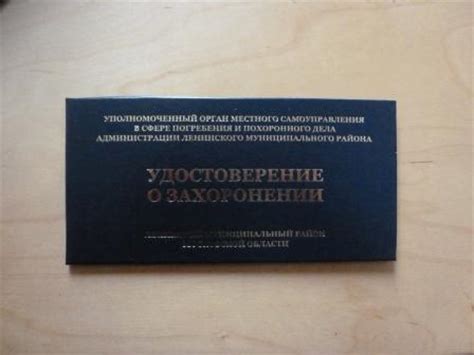 УПОЛНОМОЧЕННЫЙ ОРГАН МЕСТНОГО САМОУПРАВЛЕНИЯ
В СФЕРЕ ПОГРЕБЕНИЯ И ПОХОРОННОГО ДЕЛА
АДМИНИСТРАЦИИ ЛЕНИНСКОГО МУНИЦИПАЛЬНОГО РАЙОНА
УДОСТОВЕРЕНИЕ
О ЗАХОРОНЕНИИ
МУНИЦИПАЛЬНЫЙ РАЙОН
ОБЛАСТИ